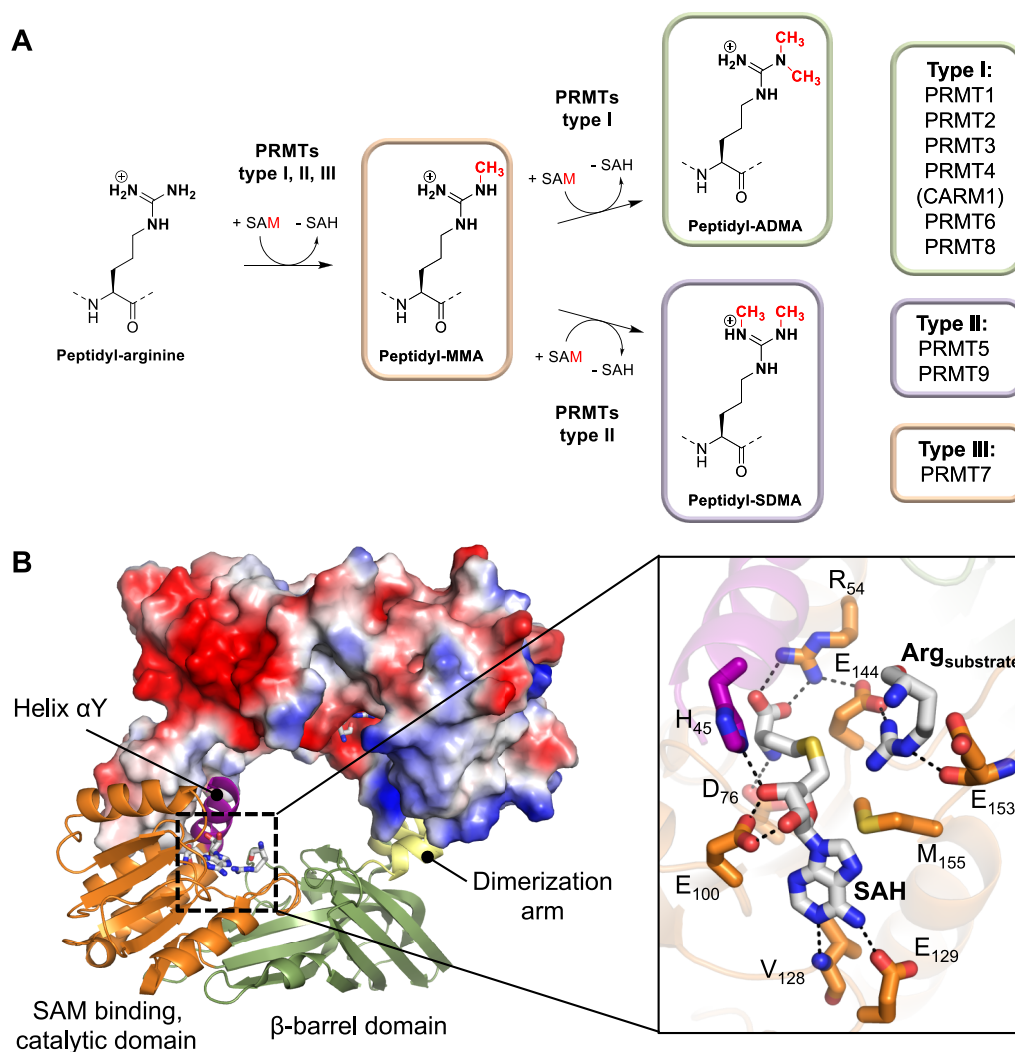 A
PRMTs
type I, II, III
+ SAM
- SAH
PRMTs
type I
+ SAM
- SAH
+ SAM
- SAH
PRMTs
type II
⊕
H₂N
NH₂
NH
N
H
O
Peptidyl-arginine
CH₃
⊕
H₂N
NH
NH
N
H
O
Peptidyl-MMA
CH₃
⊕
H₂N
N
CH₃
NH
N
H
O
Peptidyl-ADMA
CH₃
CH₃
⊕
HN
NH
NH
N
H
O
Peptidyl-SDMA
Type I:
PRMT1
PRMT2
PRMT3
PRMT4
(CARM1)
PRMT6
PRMT8
Type II:
PRMT5
PRMT9
Type III:
PRMT7
B
Helix αY
Dimerization
arm
SAM binding,
catalytic domain
β-barrel domain
R₅₄
E₁₄₄
Arg_substrate
H₄₅
D₇₆
E₁₅₃
M₁₅₅
E₁₀₀
SAH
V₁₂₈
E₁₂₉